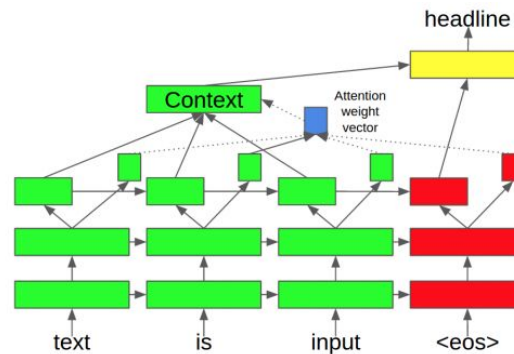 headline
Context
Attention
weight
vector
text is input <eos>